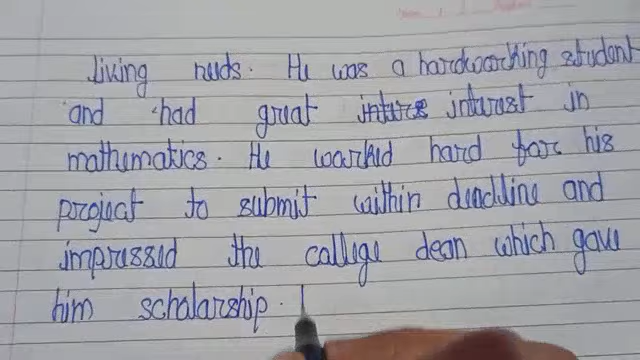 living needs. He was a hardworking student
and had great interes interest in
mathematics. He worked hard for his
project to submit within deadline and
impressed the college dean which gave
him scholarship.